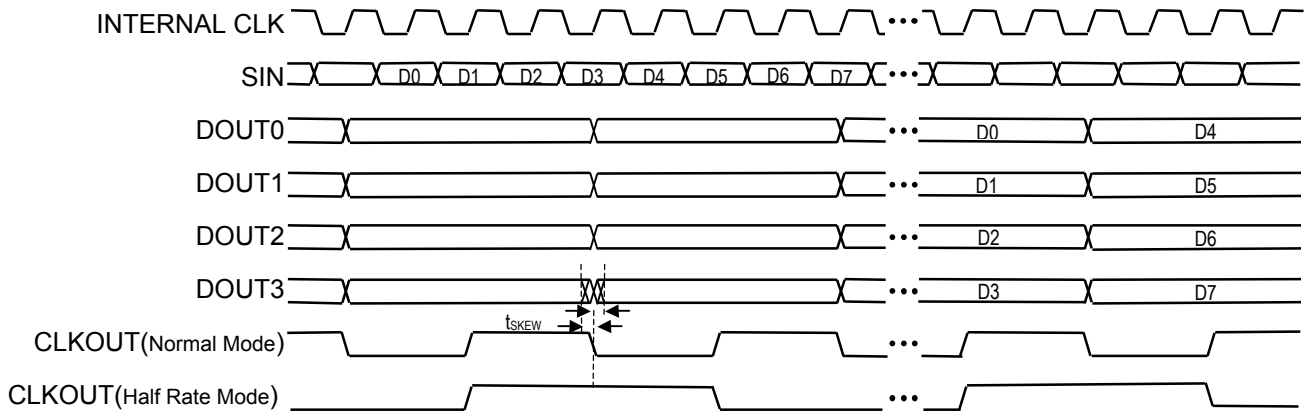 INTERNAL CLK •••
SIN D0 D1 D2 D3 D4 D5 D6 D7 •••
DOUT0 ••• D0 D4
DOUT1 ••• D1 D5
DOUT2 ••• D2 D6
DOUT3 ••• D3 D7
tSKEW
CLKOUT(Normal Mode) •••
CLKOUT(Half Rate Mode) •••